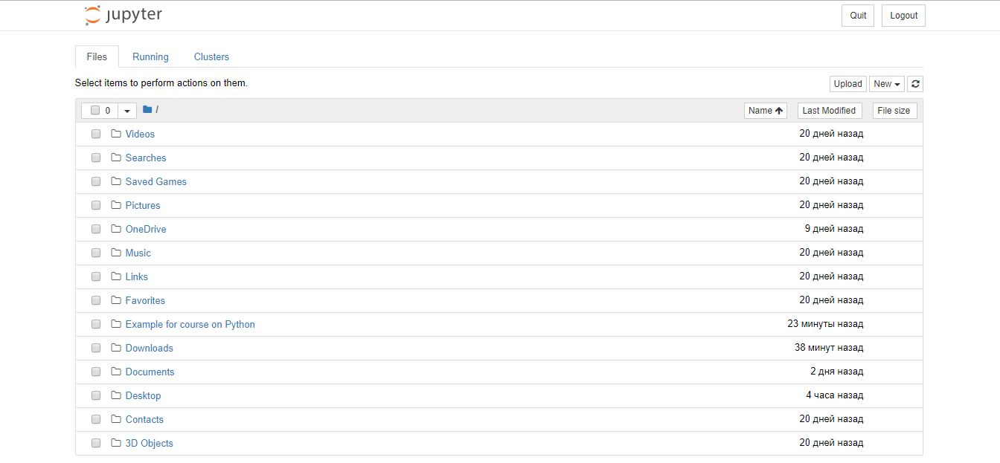 jupyter Quit Logout
Files Running Clusters
Select items to perform actions on them. Upload New
0 / Name Last Modified File size
Videos 20 дней назад
Searches 20 дней назад
Saved Games 20 дней назад
Pictures 20 дней назад
OneDrive 9 дней назад
Music 20 дней назад
Links 20 дней назад
Favorites 20 дней назад
Example for course on Python 23 минуты назад
Downloads 38 минут назад
Documents 2 дня назад
Desktop 4 часа назад
Contacts 20 дней назад
3D Objects 20 дней назад